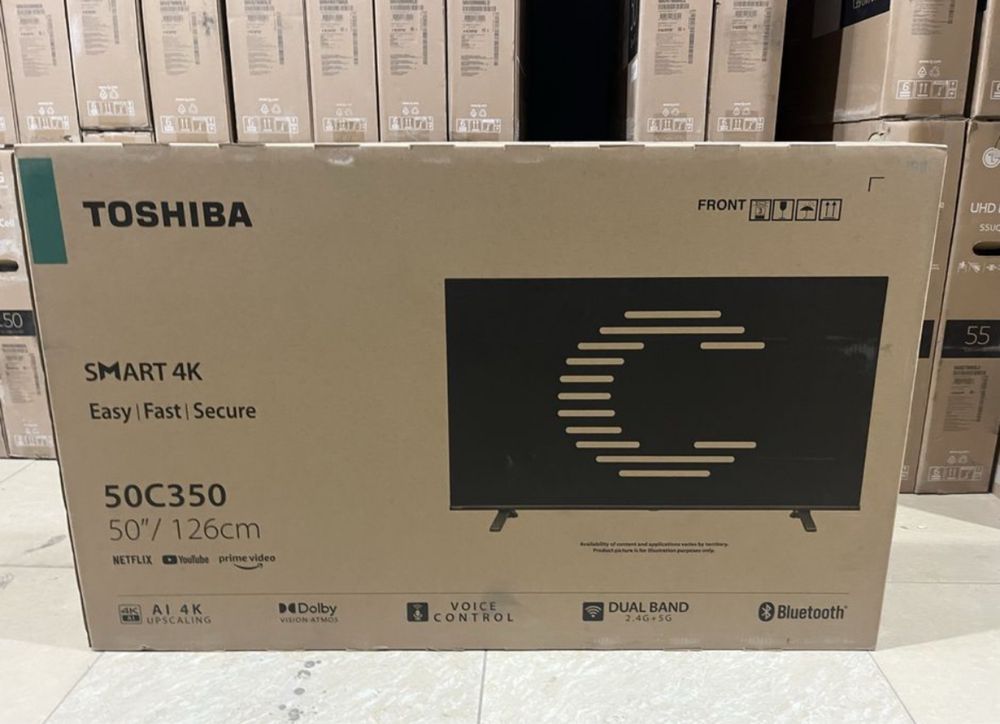 TOSHIBA
FRONT
SMART 4K
Easy | Fast | Secure
50C350
50"/ 126cm
NETFLIX YouTube prime video
Availability of content and applications varies by territory.
Product picture is for illustration purposes only.
4K AI
AI 4K
UPSCALING
Dolby
VISION·ATMOS
VOICE
CONTROL
DUAL BAND
2.4G+5G
Bluetooth®
50
LG
UHD
55